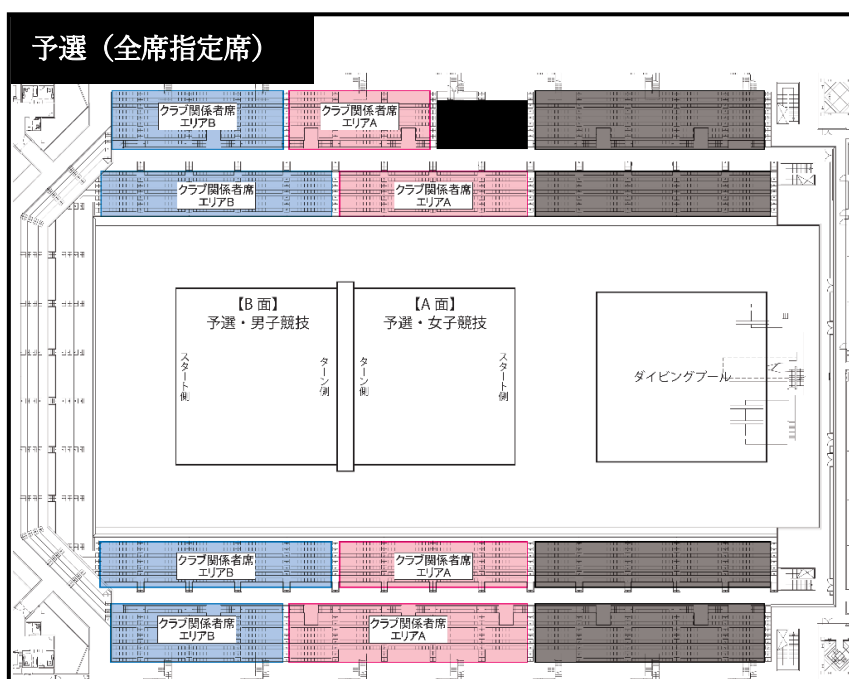 予選（全席指定席）
クラブ関係者席
エリアB
クラブ関係者席
エリアA
クラブ関係者席
エリアB
クラブ関係者席
エリアA
【B 面】
予選・男子競技
【A 面】
予選・女子競技
スタート側
ターン側
ターン側
スタート側
ダイビングプール
クラブ関係者席
エリアB
クラブ関係者席
エリアA
クラブ関係者席
エリアB
クラブ関係者席
エリアA